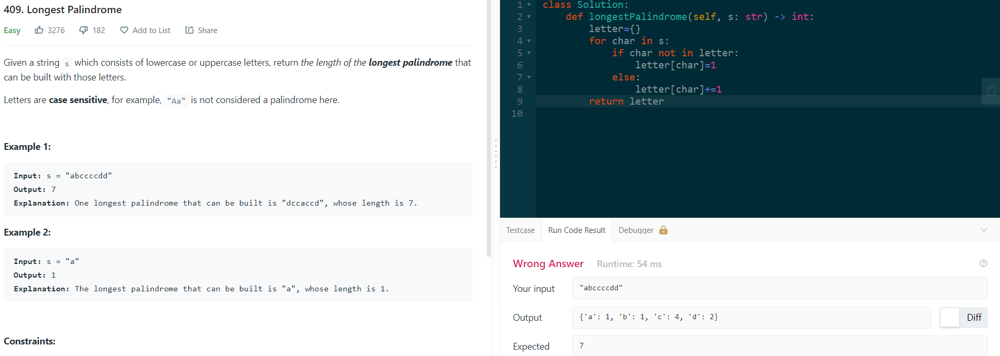 409. Longest Palindrome
Easy 3276 182 Add to List Share
Given a string s which consists of lowercase or uppercase letters, return the length of the longest palindrome that
can be built with those letters.
Letters are case sensitive, for example, "Aa" is not considered a palindrome here.
Example 1:
Input: s = "abccccdd"
Output: 7
Explanation: One longest palindrome that can be built is "dccaccd", whose length is 7.
Example 2:
Input: s = "a"
Output: 1
Explanation: The longest palindrome that can be built is "a", whose length is 1.
Constraints:
1 class Solution:
2 def longestPalindrome(self, s: str) -> int:
3 letter={}
4 for char in s:
5 if char not in letter:
6 letter[char]=1
7 else:
8 letter[char]+=1
9 return letter
10
Testcase Run Code Result Debugger
Wrong Answer Runtime: 54 ms
Your input "abccccdd"
Output {'a': 1, 'b': 1, 'c': 4, 'd': 2} Diff
Expected 7